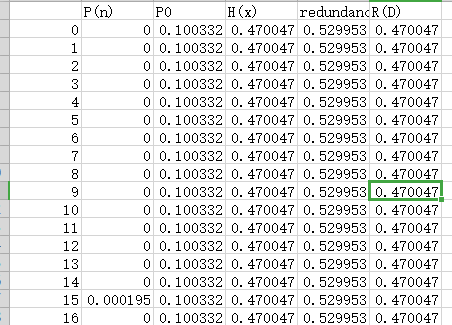 P(n) P0 H(x) redundanc R(D)
0 0 0.100332 0.470047 0.529953 0.470047
1 0 0.100332 0.470047 0.529953 0.470047
2 0 0.100332 0.470047 0.529953 0.470047
3 0 0.100332 0.470047 0.529953 0.470047
4 0 0.100332 0.470047 0.529953 0.470047
5 0 0.100332 0.470047 0.529953 0.470047
6 0 0.100332 0.470047 0.529953 0.470047
7 0 0.100332 0.470047 0.529953 0.470047
8 0 0.100332 0.470047 0.529953 0.470047
9 0 0.100332 0.470047 0.529953 0.470047
10 0 0.100332 0.470047 0.529953 0.470047
11 0 0.100332 0.470047 0.529953 0.470047
12 0 0.100332 0.470047 0.529953 0.470047
13 0 0.100332 0.470047 0.529953 0.470047
14 0 0.100332 0.470047 0.529953 0.470047
15 0.000195 0.100332 0.470047 0.529953 0.470047
16 0 0.100332 0.470047 0.529953 0.470047